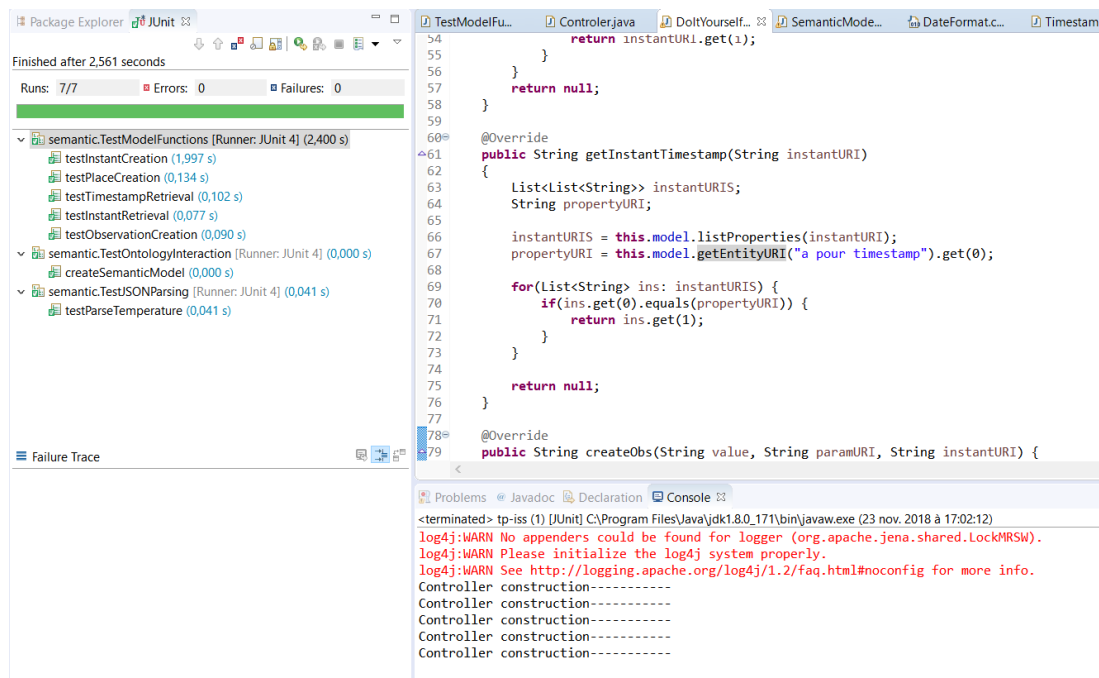 Package Explorer JUnit
Finished after 2,561 seconds
Runs: 7/7 Errors: 0 Failures: 0
semantic.TestModelFunctions [Runner: JUnit 4] (2,400 s)
testInstantCreation (1,997 s)
testPlaceCreation (0,134 s)
testTimestampRetrieval (0,102 s)
testInstantRetrieval (0,077 s)
testObservationCreation (0,090 s)
semantic.TestOntologyInteraction [Runner: JUnit 4] (0,000 s)
createSemanticModel (0,000 s)
semantic.TestJSONParsing [Runner: JUnit 4] (0,041 s)
testParseTemperature (0,041 s)
Failure Trace
TestModelFu... Controler.java DoItYourself... SemanticMode... DateFormat.c... Timestam
54 return instantURI.get(i);
55 }
56 }
57 return null;
58 }
59
60 @Override
61 public String getInstantTimestamp(String instantURI)
62 {
63 List<List<String>> instantURIS;
64 String propertyURI;
65
66 instantURIS = this.model.listProperties(instantURI);
67 propertyURI = this.model.getEntityURI("a pour timestamp").get(0);
68
69 for(List<String> ins: instantURIS) {
70 if(ins.get(0).equals(propertyURI)) {
71 return ins.get(1);
72 }
73 }
74
75 return null;
76 }
77
78 @Override
79 public String createObs(String value, String paramURI, String instantURI) {
Problems Javadoc Declaration Console
<terminated> tp-iss (1) [JUnit] C:\Program Files\Java\jdk1.8.0_171\bin\javaw.exe (23 nov. 2018 à 17:02:12)
log4j:WARN No appenders could be found for logger (org.apache.jena.shared.LockMRSW).
log4j:WARN Please initialize the log4j system properly.
log4j:WARN See http://logging.apache.org/log4j/1.2/faq.html#noconfig for more info.
Controller construction-----------
Controller construction-----------
Controller construction-----------
Controller construction-----------
Controller construction-----------